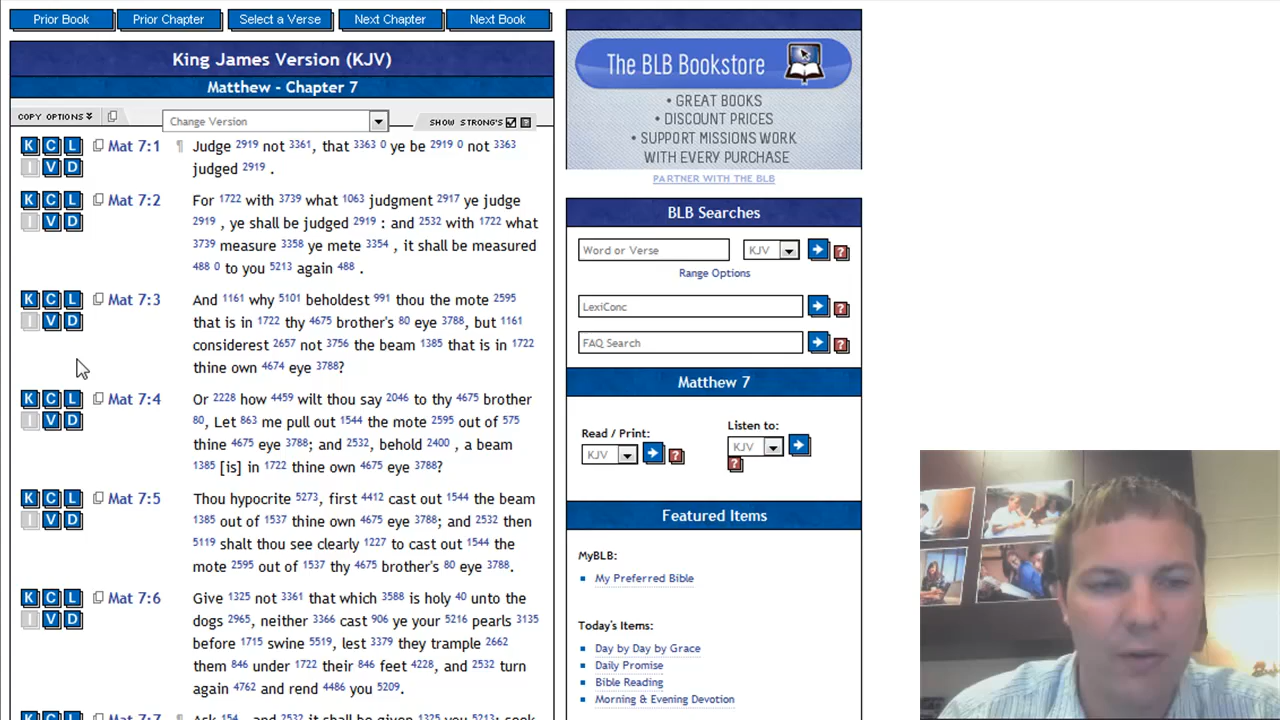 Prior Book
Prior Chapter
Select a Verse
Next Chapter
Next Book
King James Version (KJV)
Matthew - Chapter 7
COPY OPTIONS
Change Version
SHOW STRONG'S
K C L Mat 7:1 ¶ Judge 2919 not 3361, that 3363 0 ye be 2919 0 not 3363
I V D judged 2919 .
K C L Mat 7:2 For 1722 with 3739 what 1063 judgment 2917 ye judge
I V D 2919 , ye shall be judged 2919 : and 2532 with 1722 what
3739 measure 3358 ye mete 3354 , it shall be measured
488 0 to you 5213 again 488 .
K C L Mat 7:3 And 1161 why 5101 beholdest 991 thou the mote 2595
I V D that is in 1722 thy 4675 brother's 80 eye 3788, but 1161
considerest 2657 not 3756 the beam 1385 that is in 1722
thine own 4674 eye 3788?
K C L Mat 7:4 Or 2228 how 4459 wilt thou say 2046 to thy 4675 brother
I V D 80, Let 863 me pull out 1544 the mote 2595 out of 575
thine 4675 eye 3788; and 2532, behold 2400 , a beam
1385 [is] in 1722 thine own 4675 eye 3788?
K C L Mat 7:5 Thou hypocrite 5273, first 4412 cast out 1544 the beam
I V D 1385 out of 1537 thine own 4675 eye 3788; and 2532 then
5119 shalt thou see clearly 1227 to cast out 1544 the
mote 2595 out of 1537 thy 4675 brother's 80 eye 3788.
K C L Mat 7:6 Give 1325 not 3361 that which 3588 is holy 40 unto the
I V D dogs 2965, neither 3366 cast 906 ye your 5216 pearls 3135
before 1715 swine 5519, lest 3379 they trample 2662
them 846 under 1722 their 846 feet 4228, and 2532 turn
again 4762 and rend 4486 you 5209.
K C L Mat 7:7 ¶ Ask 154, and 2532 it shall be given 1325 you 5213; seek
The BLB Bookstore
• GREAT BOOKS
• DISCOUNT PRICES
• SUPPORT MISSIONS WORK
WITH EVERY PURCHASE
PARTNER WITH THE BLB
BLB Searches
Word or Verse KJV ?
Range Options
LexiConc ?
FAQ Search ?
Matthew 7
Read / Print:
KJV ?
Listen to:
KJV
?
Featured Items
MyBLB:
My Preferred Bible
Today's Items:
Day by Day by Grace
Daily Promise
Bible Reading
Morning & Evening Devotion